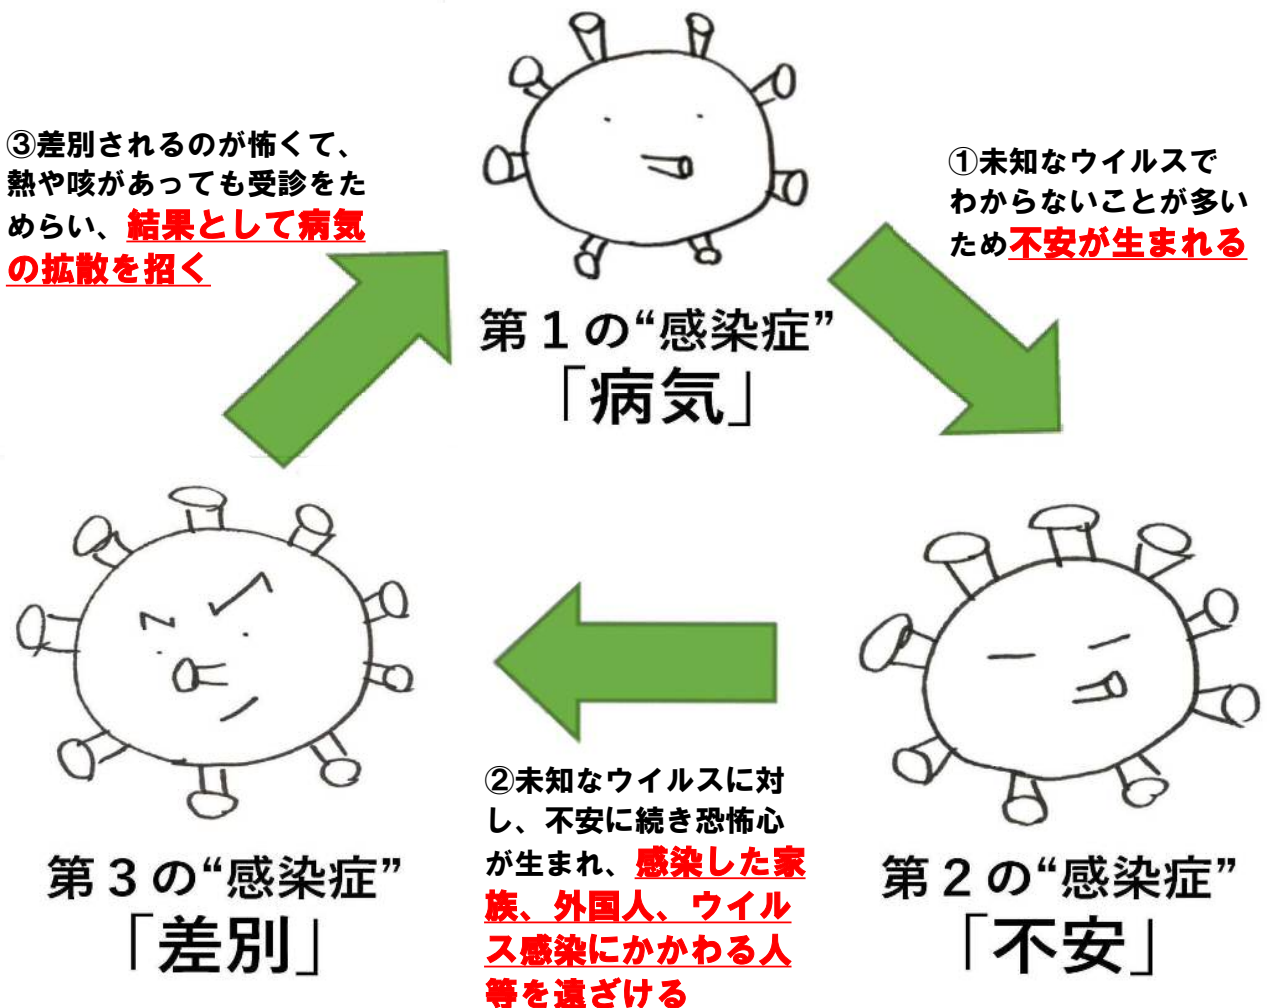 第１の“感染症”
「病気」
①未知なウイルスで
わからないことが多い
ため不安が生まれる
第２の“感染症”
「不安」
②未知なウイルスに対
し、不安に続き恐怖心
が生まれ、感染した家
族、外国人、ウイル
ス感染にかかわる人
等を遠ざける
第３の“感染症”
「差別」
③差別されるのが怖くて、
熱や咳があっても受診をた
めらい、結果として病気
の拡散を招く